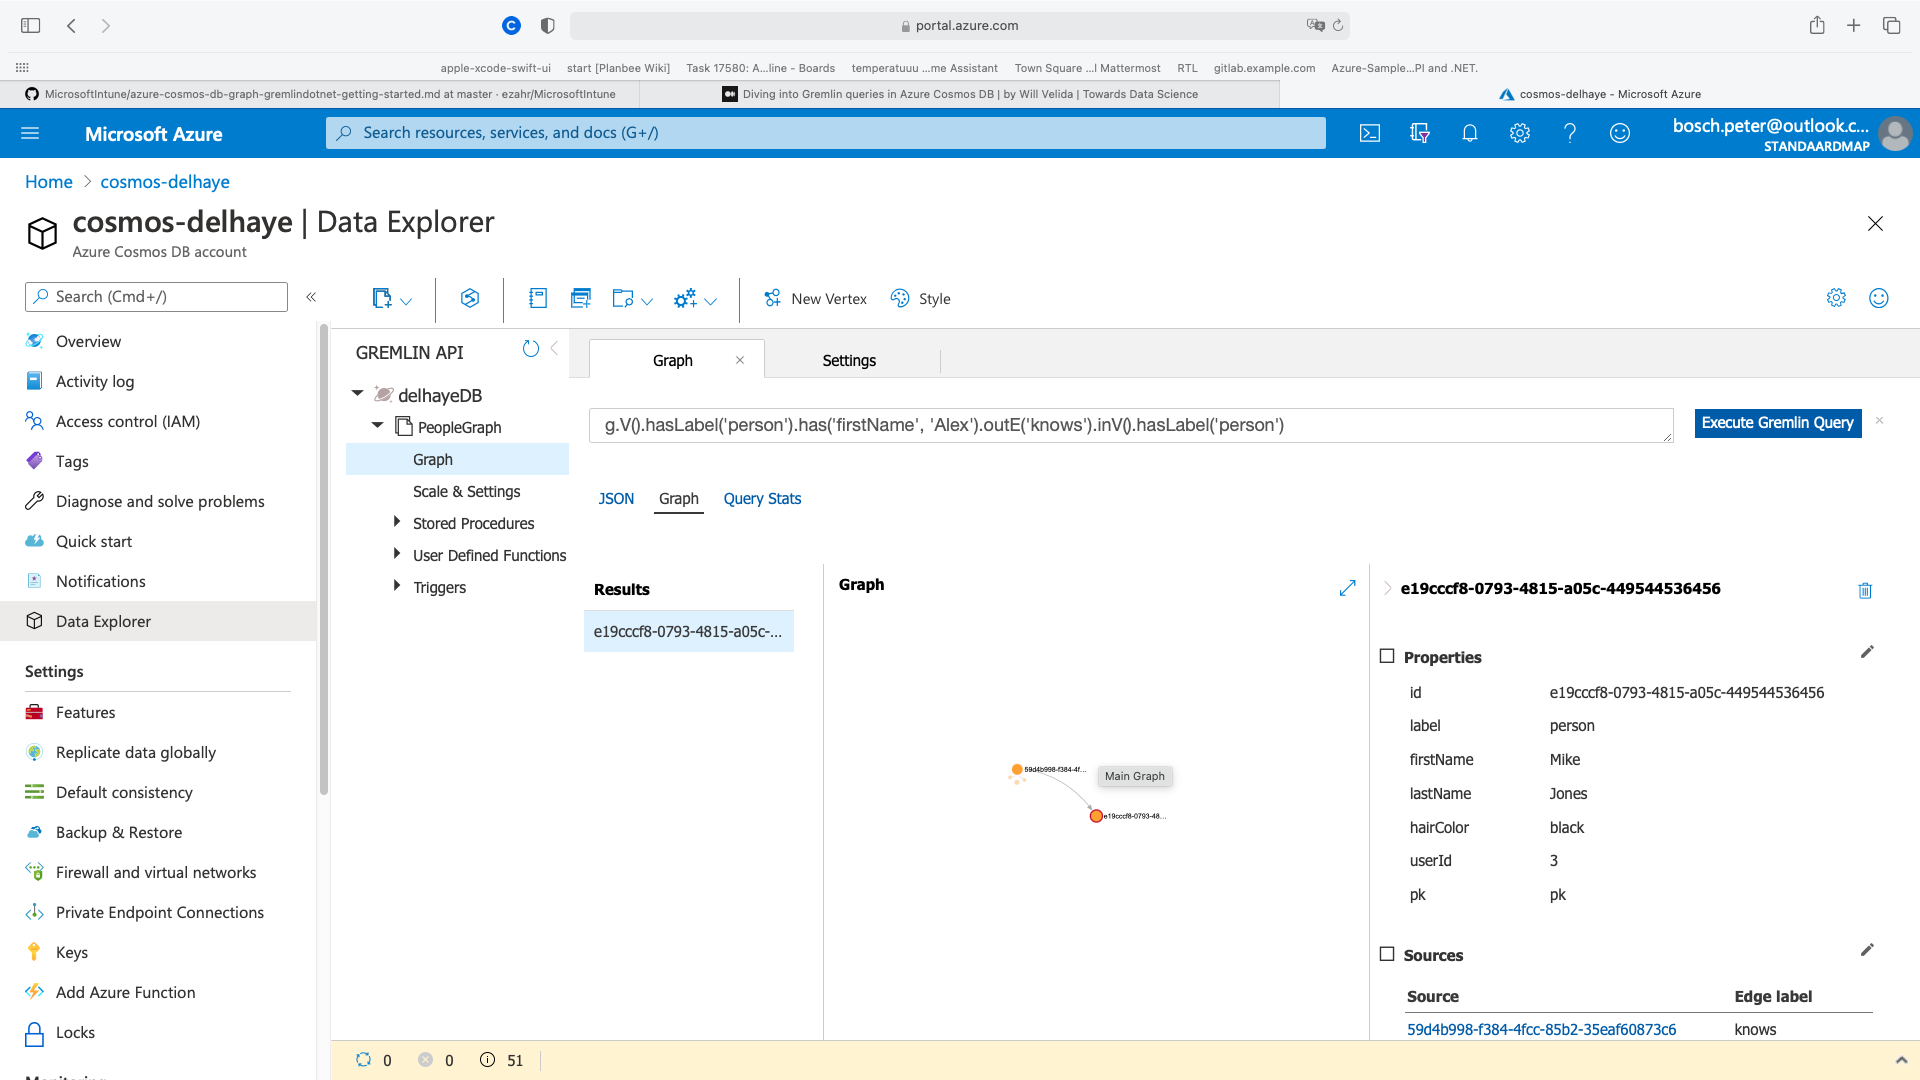 portal.azure.com
apple-xcode-swift-ui start [Planbee Wiki] Task 17580: A...line - Boards temperatuuu ...me Assistant Town Square ...l Mattermost RTL gitlab.example.com Azure-Sample...PI and .NET.
MicrosoftIntune/azure-cosmos-db-graph-gremlindotnet-getting-started.md at master · ezahr/MicrosoftIntune
Diving into Gremlin queries in Azure Cosmos DB | by Will Velida | Towards Data Science
cosmos-delhaye - Microsoft Azure
Microsoft Azure
Search resources, services, and docs (G+/)
bosch.peter@outlook.c...
STANDAARDMAP
Home > cosmos-delhaye
cosmos-delhaye | Data Explorer
Azure Cosmos DB account
Search (Cmd+/)
Overview
Activity log
Access control (IAM)
Tags
Diagnose and solve problems
Quick start
Notifications
Data Explorer
Settings
Features
Replicate data globally
Default consistency
Backup & Restore
Firewall and virtual networks
Private Endpoint Connections
Keys
Add Azure Function
Locks
New Vertex
Style
GREMLIN API
delhayeDB
PeopleGraph
Graph
Scale & Settings
Stored Procedures
User Defined Functions
Triggers
Graph
Settings
g.V().hasLabel('person').has('firstName', 'Alex').outE('knows').inV().hasLabel('person')
Execute Gremlin Query
JSON Graph Query Stats
Results
e19cccf8-0793-4815-a05c-...
Graph
59d4b998-f384-4f...
Main Graph
e19cccf8-0793-48...
e19cccf8-0793-4815-a05c-449544536456
Properties
id e19cccf8-0793-4815-a05c-449544536456
label person
firstName Mike
lastName Jones
hairColor black
userId 3
pk pk
Sources
Source Edge label
59d4b998-f384-4fcc-85b2-35eaf60873c6 knows
0 0 51